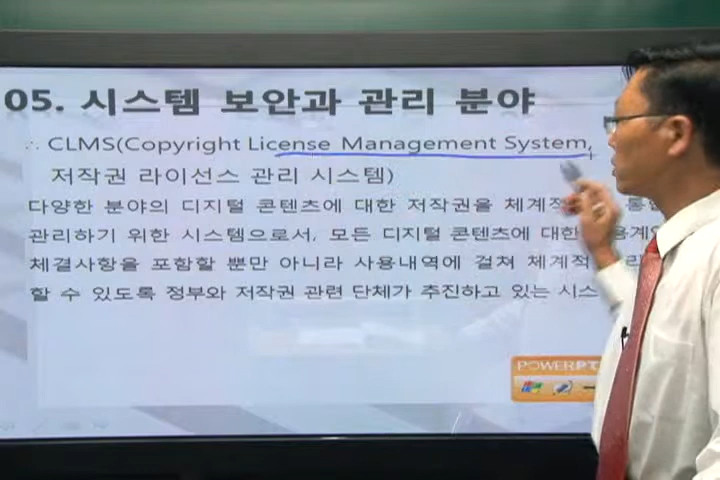 05. 시스템 보안과 관리 분야
∴ CLMS(Copyright License Management System,
저작권 라이선스 관리 시스템)
다양한 분야의 디지털 콘텐츠에 대한 저작권을 체계적
관리하기 위한 시스템으로서, 모든 디지털 콘텐츠에 대한
체결사항을 포함할 뿐만 아니라 사용내역에 걸쳐 체계적
할 수 있도록 정부와 저작권 관련 단체가 추진하고 있는 시스
POWERPT